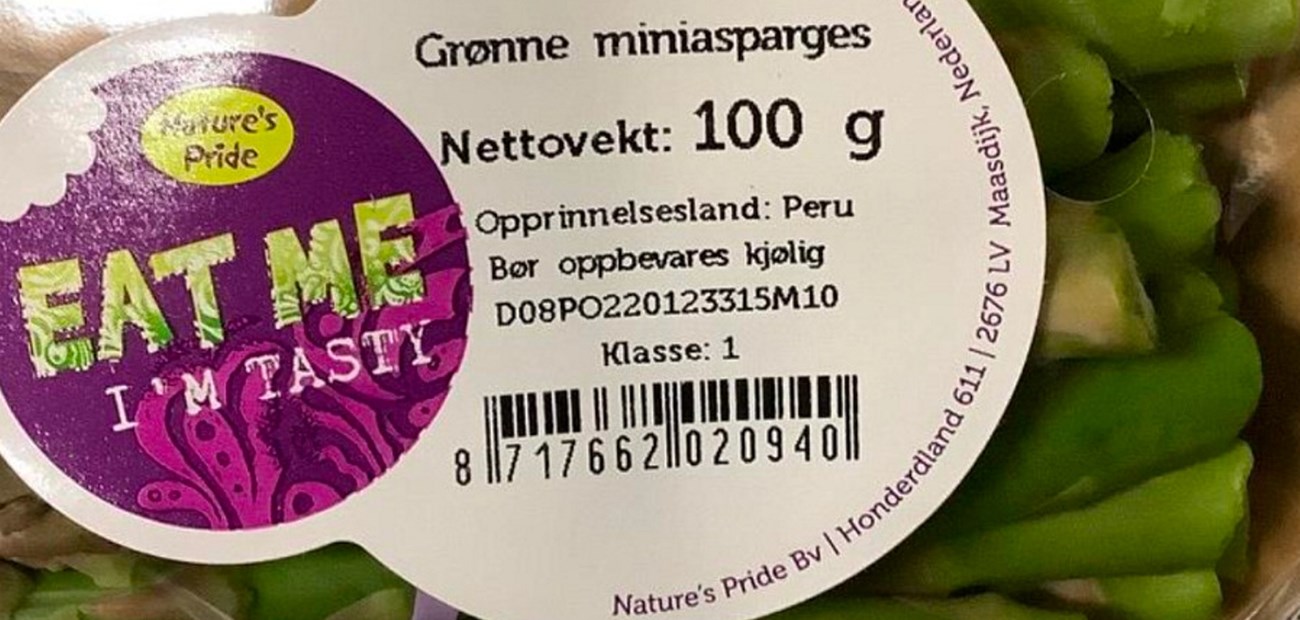 Nature's
Pride
EAT ME
I'M TASTY
Grønne miniasparges
Nettovekt: 100 g
Opprinnelsesland: Peru
Bør oppbevares kjølig
D08PO220123315M10
Klasse: 1
8 717662 020940
Nature's Pride Bv | Honderdland 611 | 2676 LV Maasdijk, Nederlan